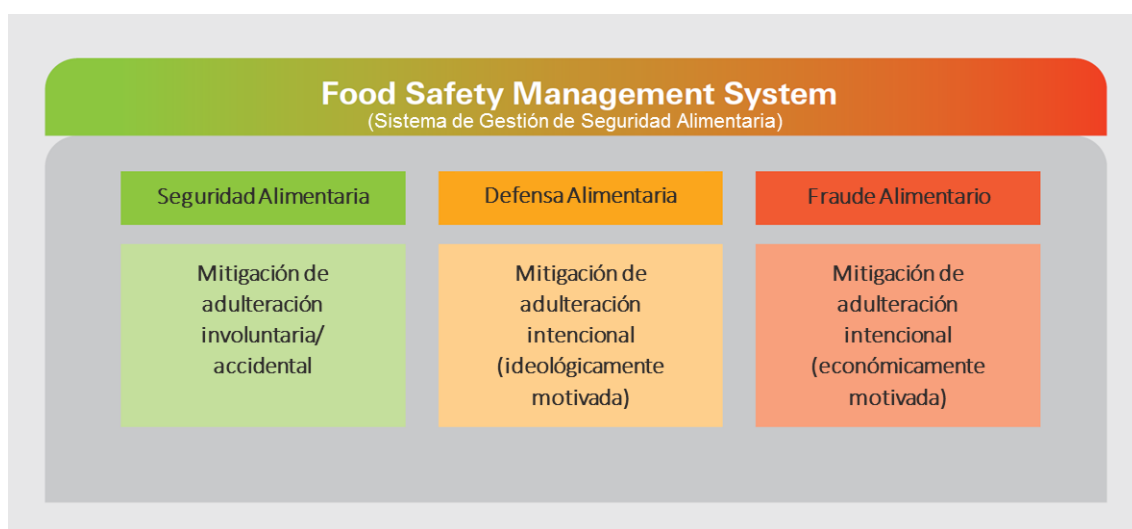 Food Safety Management System
(Sistema de Gestión de Seguridad Alimentaria)
Seguridad Alimentaria
Defensa Alimentaria
Fraude Alimentario
Mitigación de
adulteración
involuntaria/
accidental
Mitigación de
adulteración
intencional
(ideológicamente
motivada)
Mitigación de
adulteración
intencional
(económicamente
motivada)